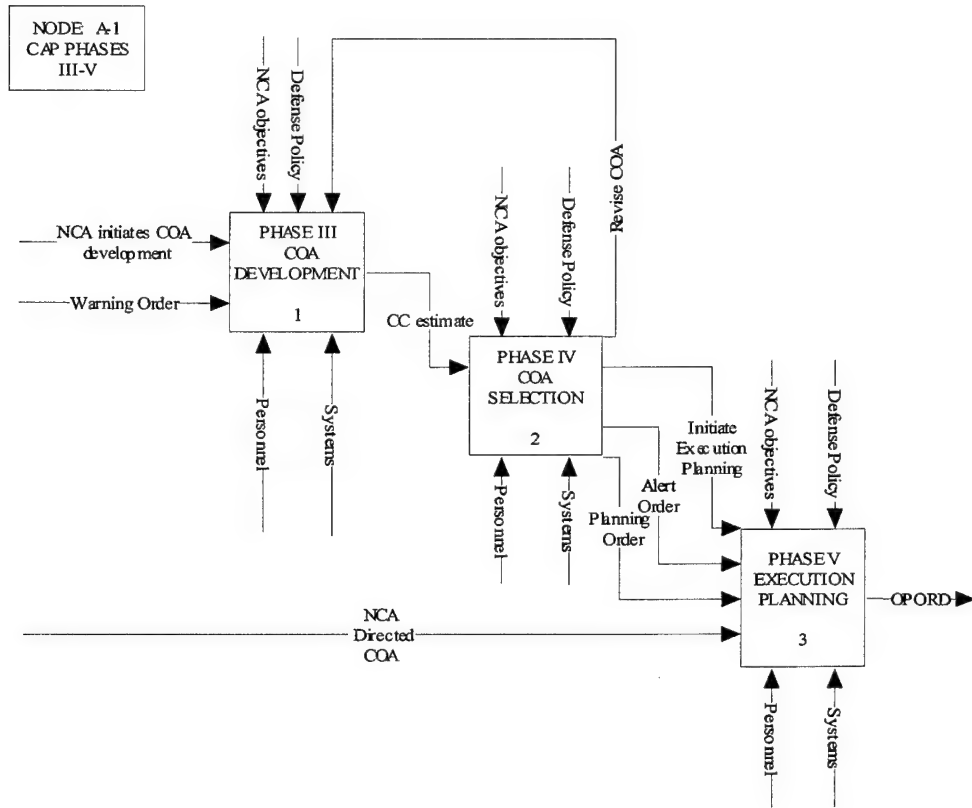 NODE: A-1
CAP PHASES
III-V
NCA objectives
Defense Policy
Revise COA
NCA initiates COA
development
Warning Order
PHASE III
COA
DEVELOPMENT
1
Personnel
Systems
CC estimate
NCA objectives
Defense Policy
PHASE IV
COA
SELECTION
2
Personnel
Systems
Initiate
Execution
Planning
Alert
Order
Planning
Order
NCA objectives
Defense Policy
PHASE V
EXECUTION
PLANNING
3
OPORD
NCA
Directed
COA
Personnel
Systems